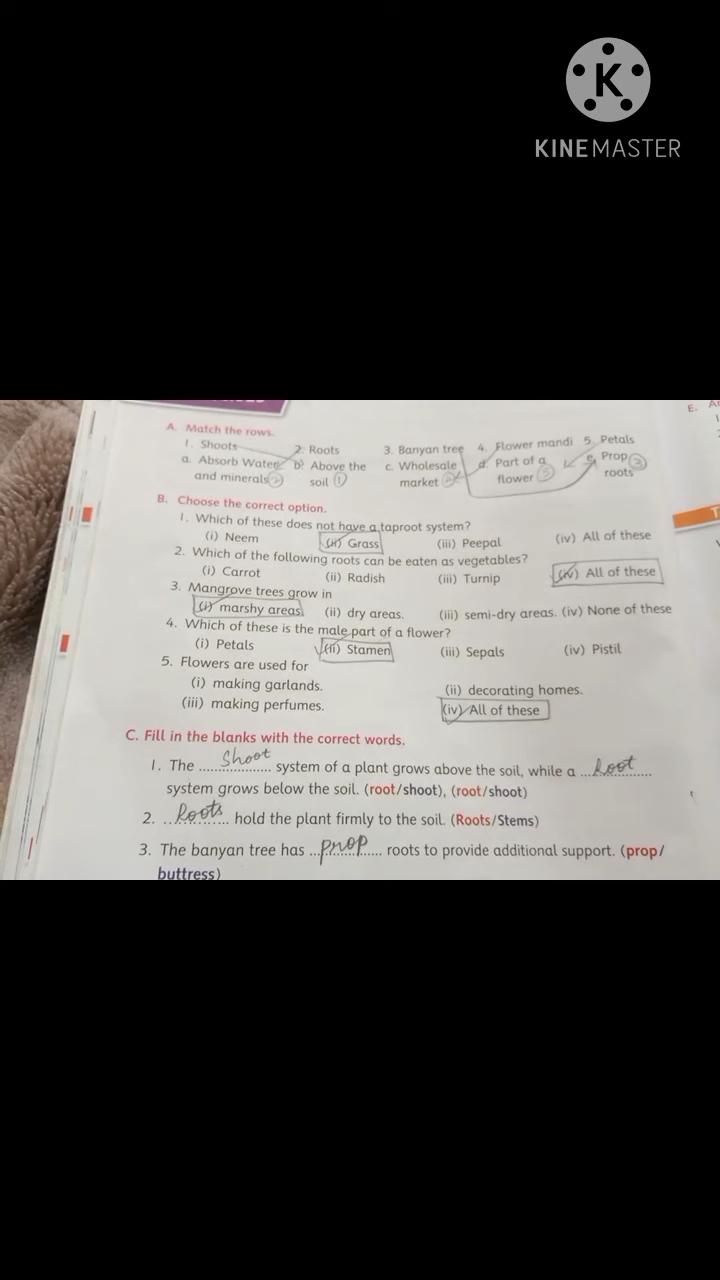 K
KINEMASTER
E.
A. Match the rows.
1. Shoots 2. Roots 3. Banyan tree 4. Flower mandi 5. Petals
a. Absorb Water b. Above the c. Wholesale d. Part of a e. Prop 3
and minerals 2 soil 1 market flower 5 roots
B. Choose the correct option.
1. Which of these does not have a taproot system?
(i) Neem (ii) Grass (iii) Peepal (iv) All of these
2. Which of the following roots can be eaten as vegetables?
(i) Carrot (ii) Radish (iii) Turnip (iv) All of these
3. Mangrove trees grow in
(i) marshy areas (ii) dry areas. (iii) semi-dry areas. (iv) None of these
4. Which of these is the male part of a flower?
(i) Petals (ii) Stamen (iii) Sepals (iv) Pistil
5. Flowers are used for
(i) making garlands. (ii) decorating homes.
(iii) making perfumes. (iv) All of these
C. Fill in the blanks with the correct words.
1. The Shoot system of a plant grows above the soil, while a Root
system grows below the soil. (root/shoot), (root/shoot)
2. Roots hold the plant firmly to the soil. (Roots/Stems)
3. The banyan tree has prop roots to provide additional support. (prop/
buttress)